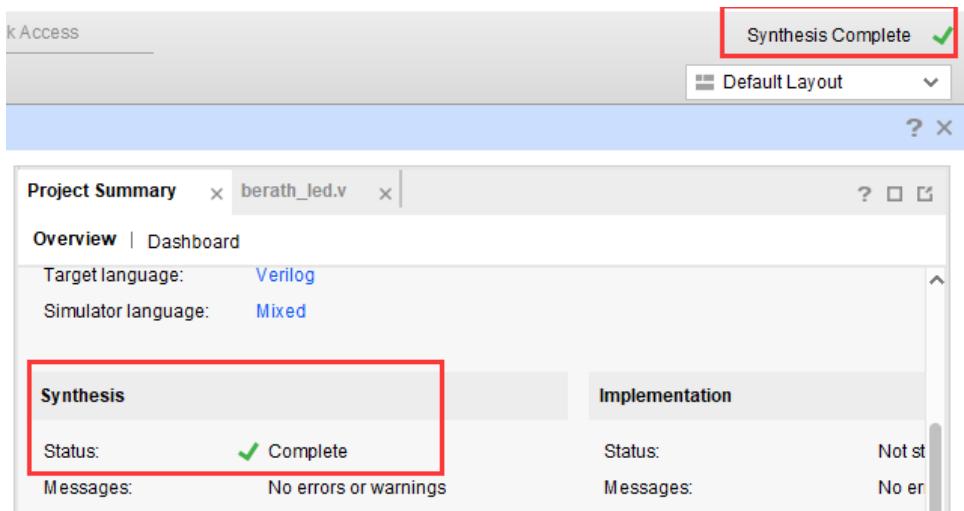 k Access
Synthesis Complete
Default Layout
?
Project Summary berath_led.v ?
Overview | Dashboard
Target language: Verilog
Simulator language: Mixed
Synthesis Implementation
Status: Complete Status: Not st
Messages: No errors or warnings Messages: No er